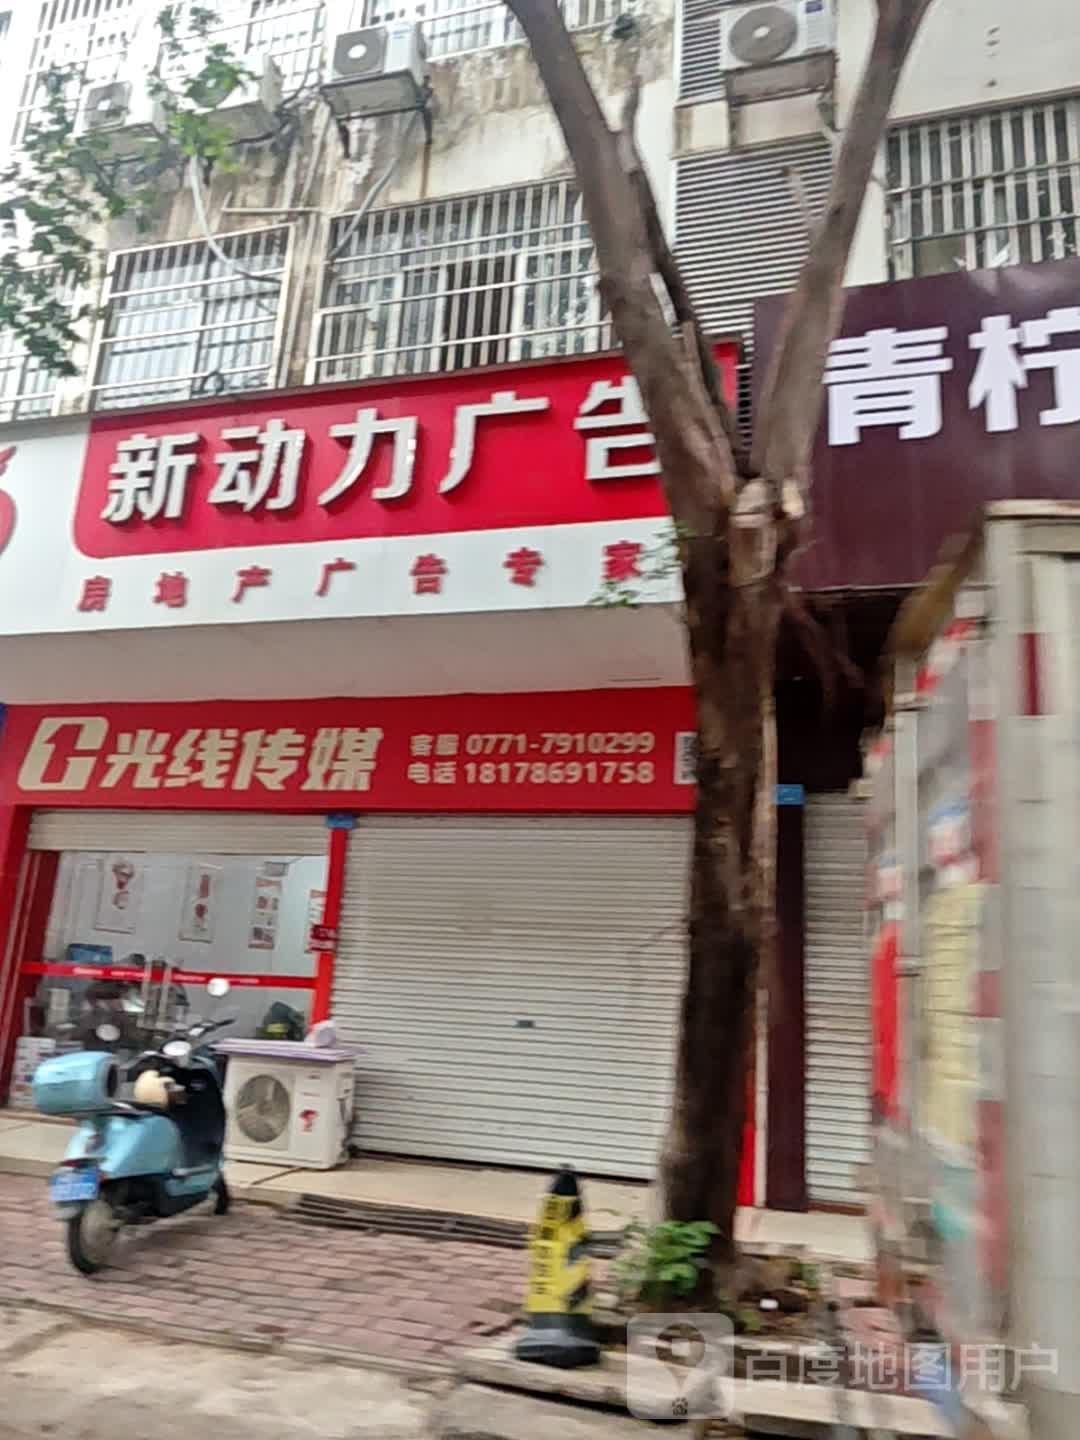 新动力广告
房地产广告专家
青柠
光线传媒
客服 0771-7910299
电话 18178691758
百度地图用户